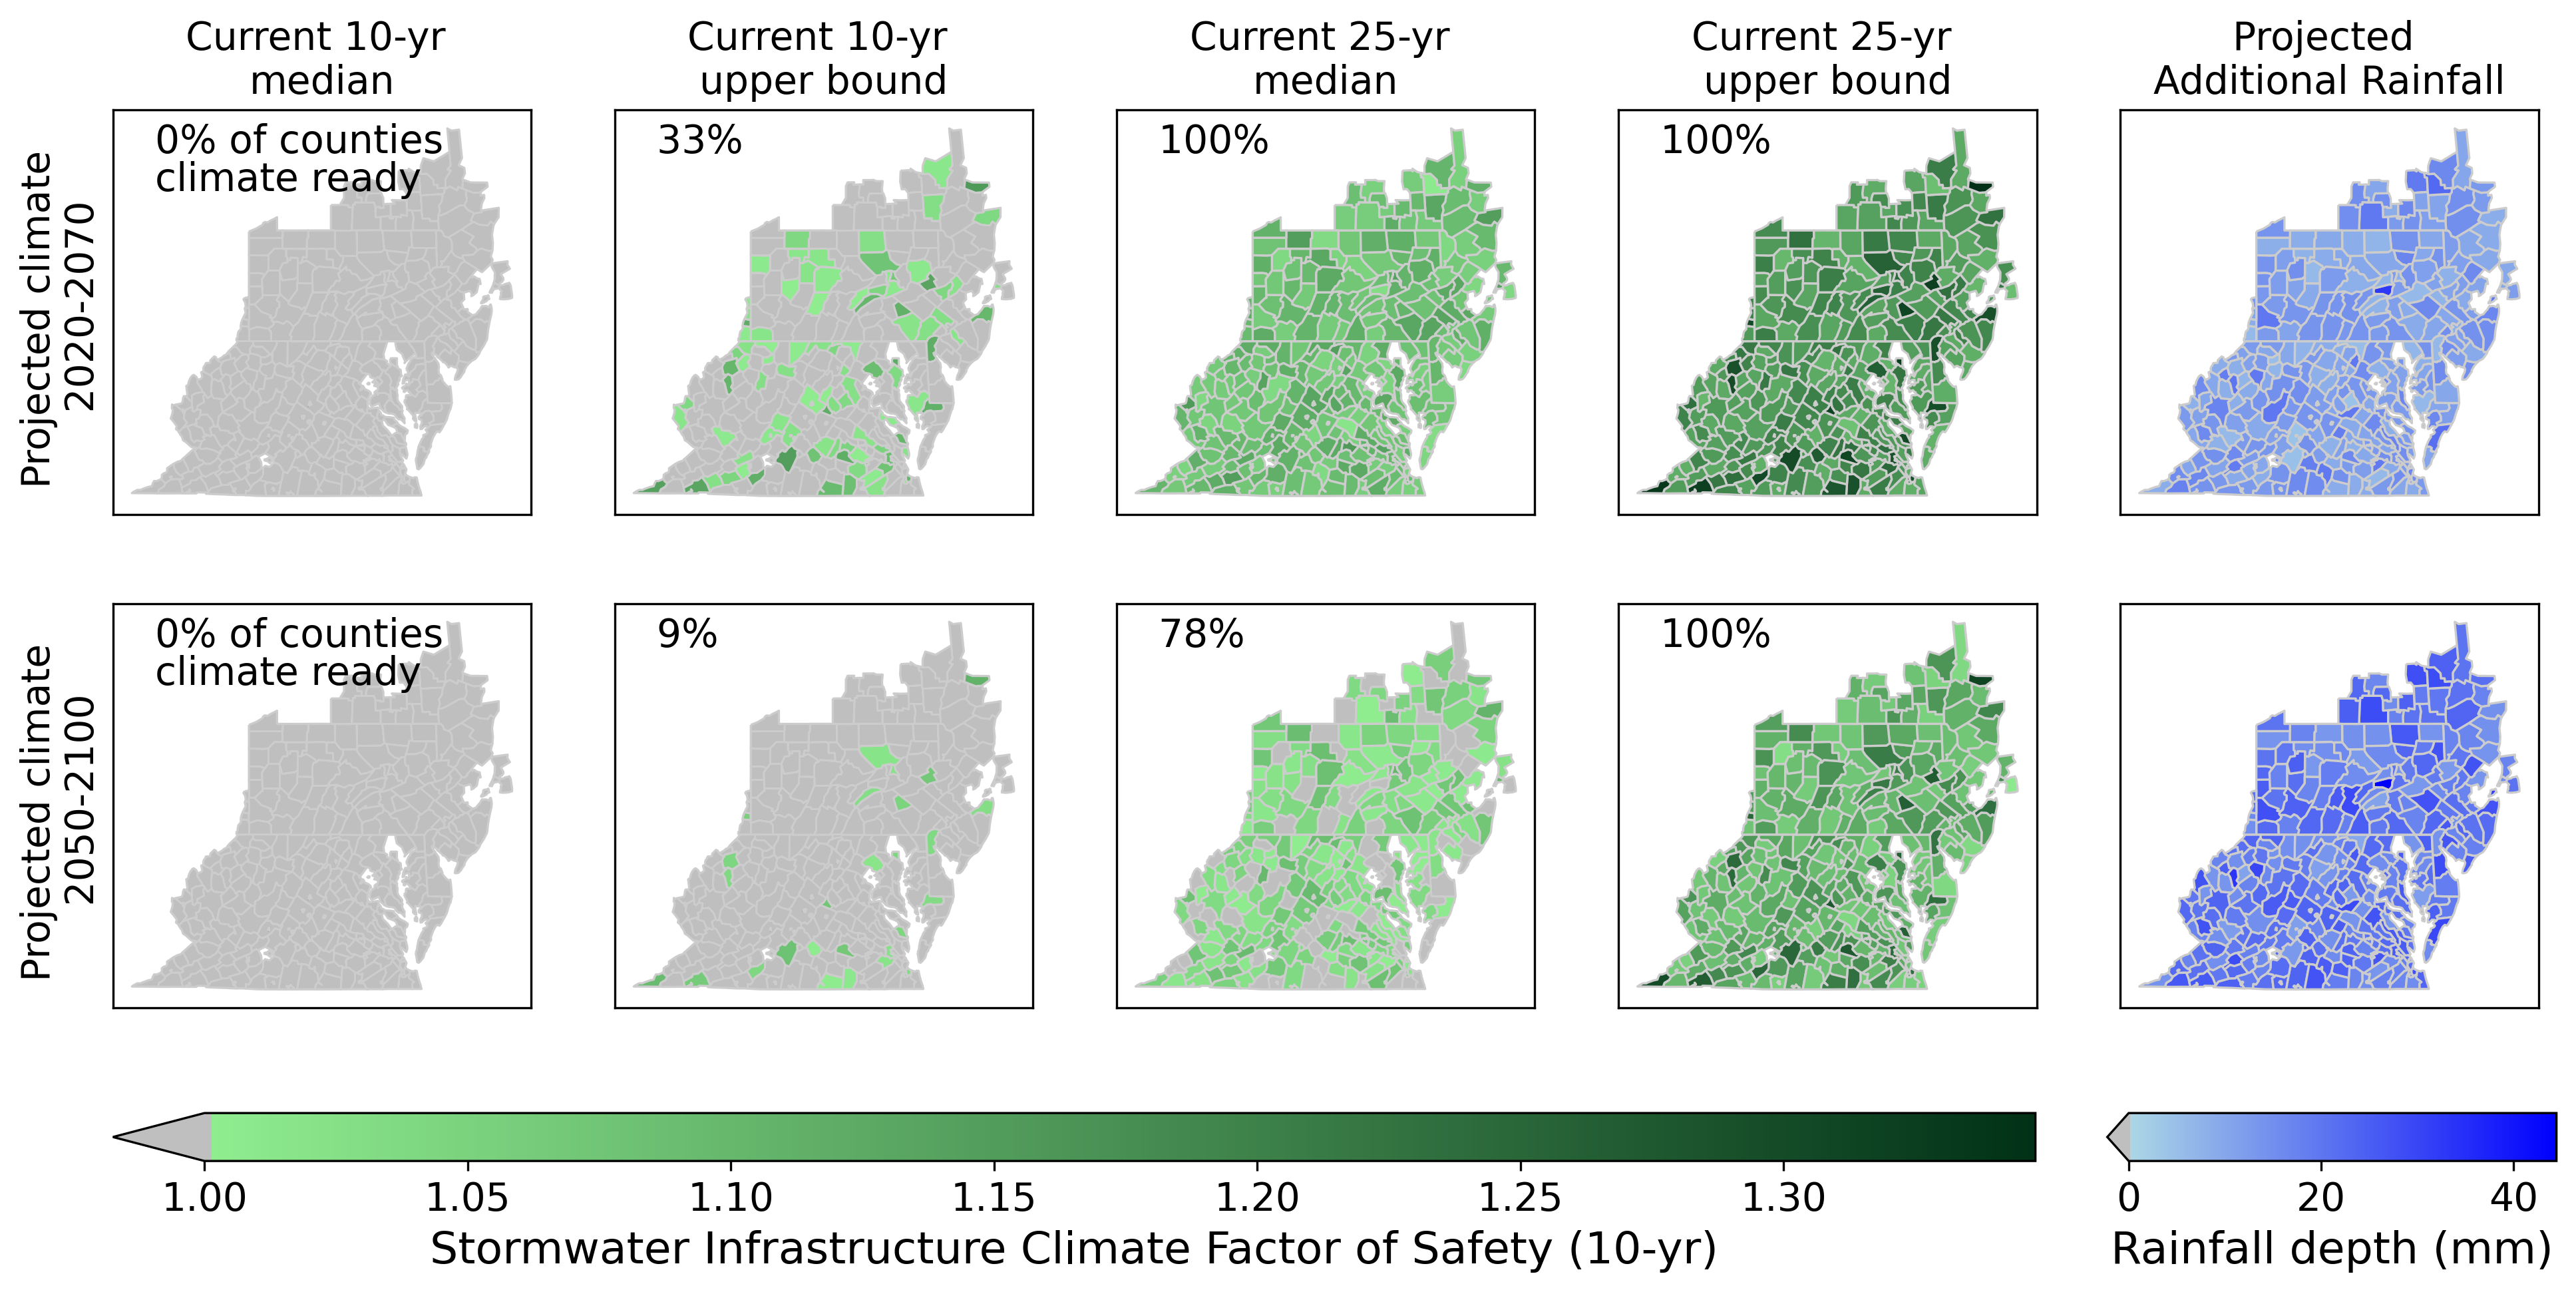 Current 10-yr
median
Current 10-yr
upper bound
Current 25-yr
median
Current 25-yr
upper bound
Projected
Additional Rainfall
Projected climate
2020-2070
0% of counties
climate ready
33%
100%
100%
Projected climate
2050-2100
0% of counties
climate ready
9%
78%
100%
1.00 1.05 1.10 1.15 1.20 1.25 1.30
Stormwater Infrastructure Climate Factor of Safety (10-yr)
0 20 40
Rainfall depth (mm)